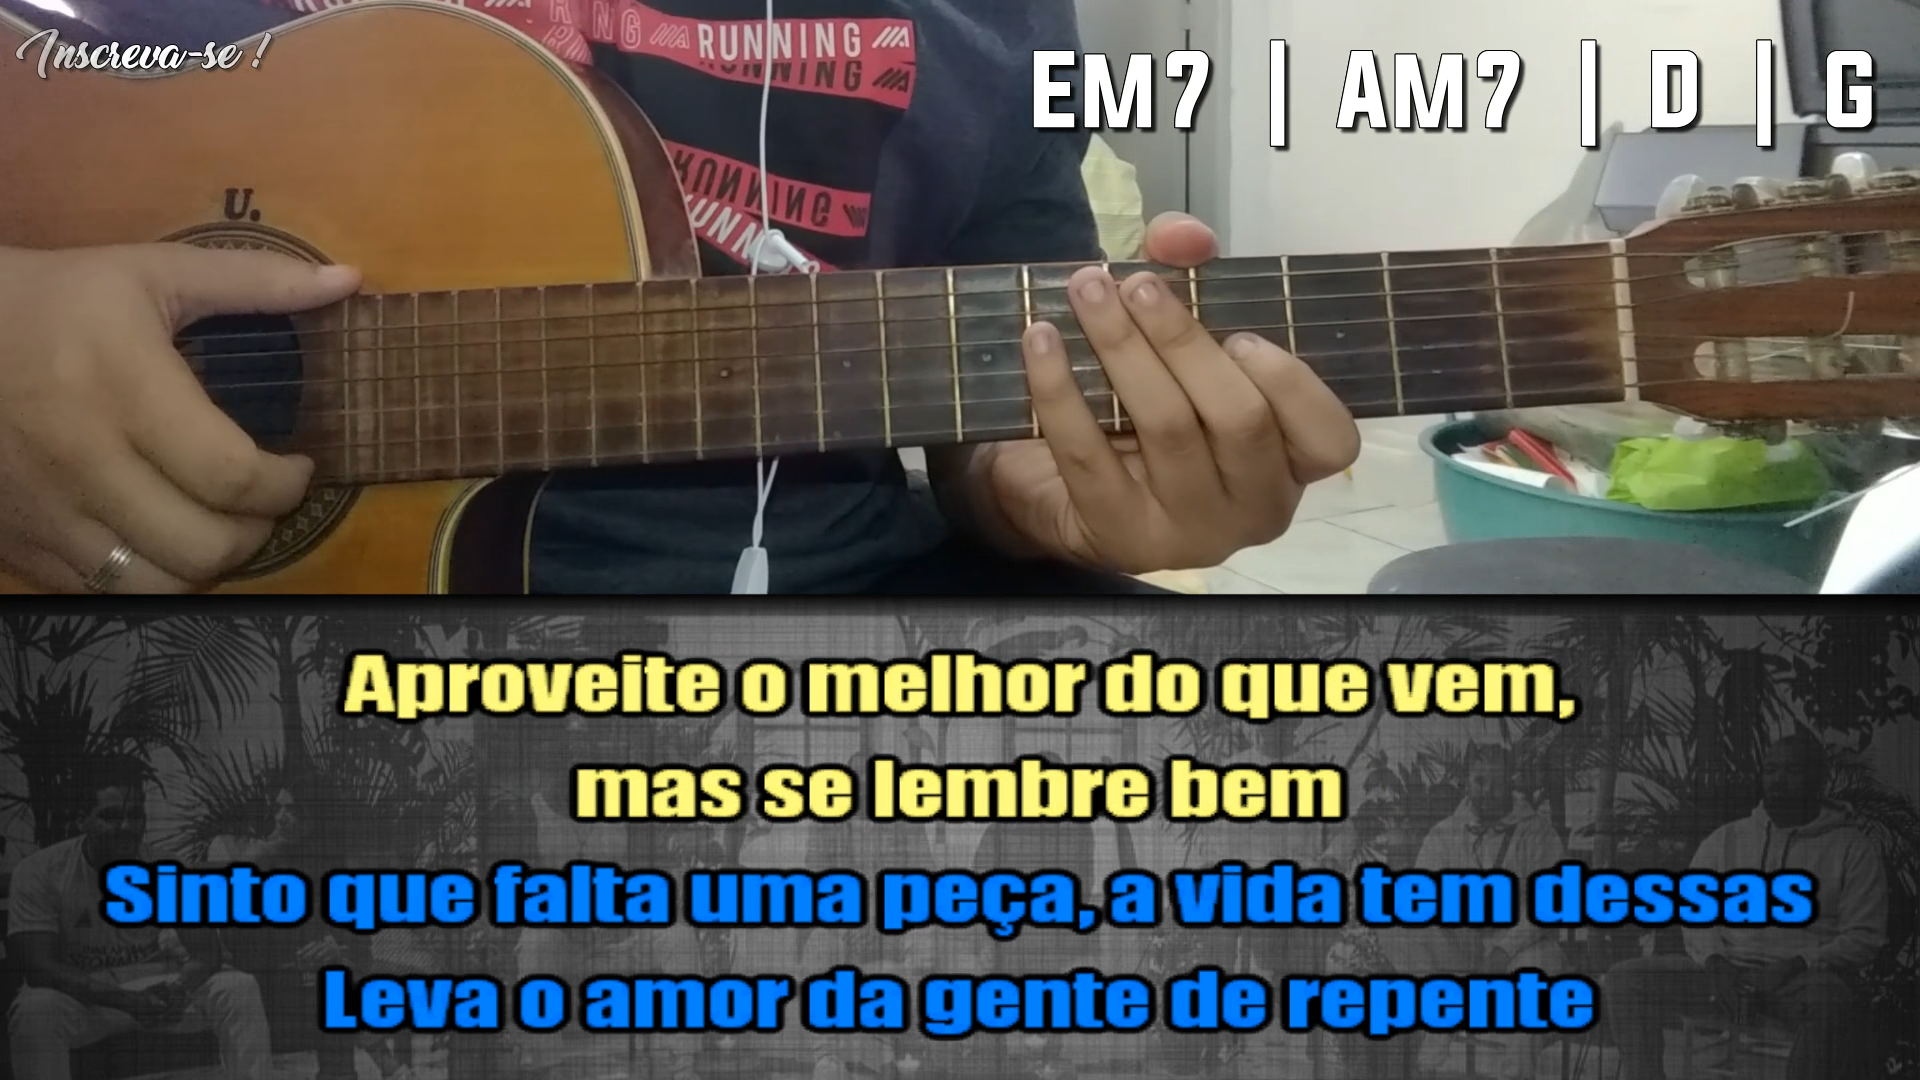 Inscreva-se !
RUNNING
RUNNING
RUNNING
U.
Em7 | Am7 | D | G
Aproveite o melhor do que vem,
mas se lembre bem
Sinto que falta uma peça, a vida tem dessas
Leva o amor da gente de repente